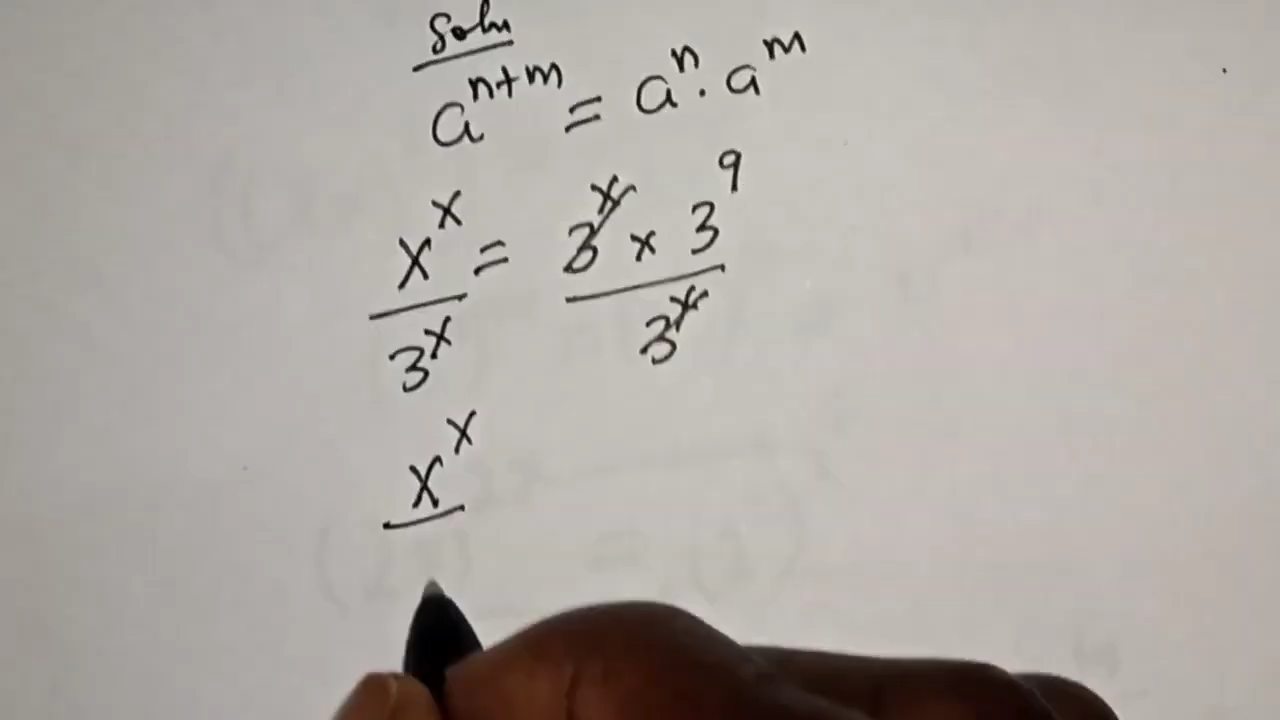 Soln
a^{n+m} = a^n . a^m
x^x / 3^x = 3^x × 3^9 / 3^x
x^x